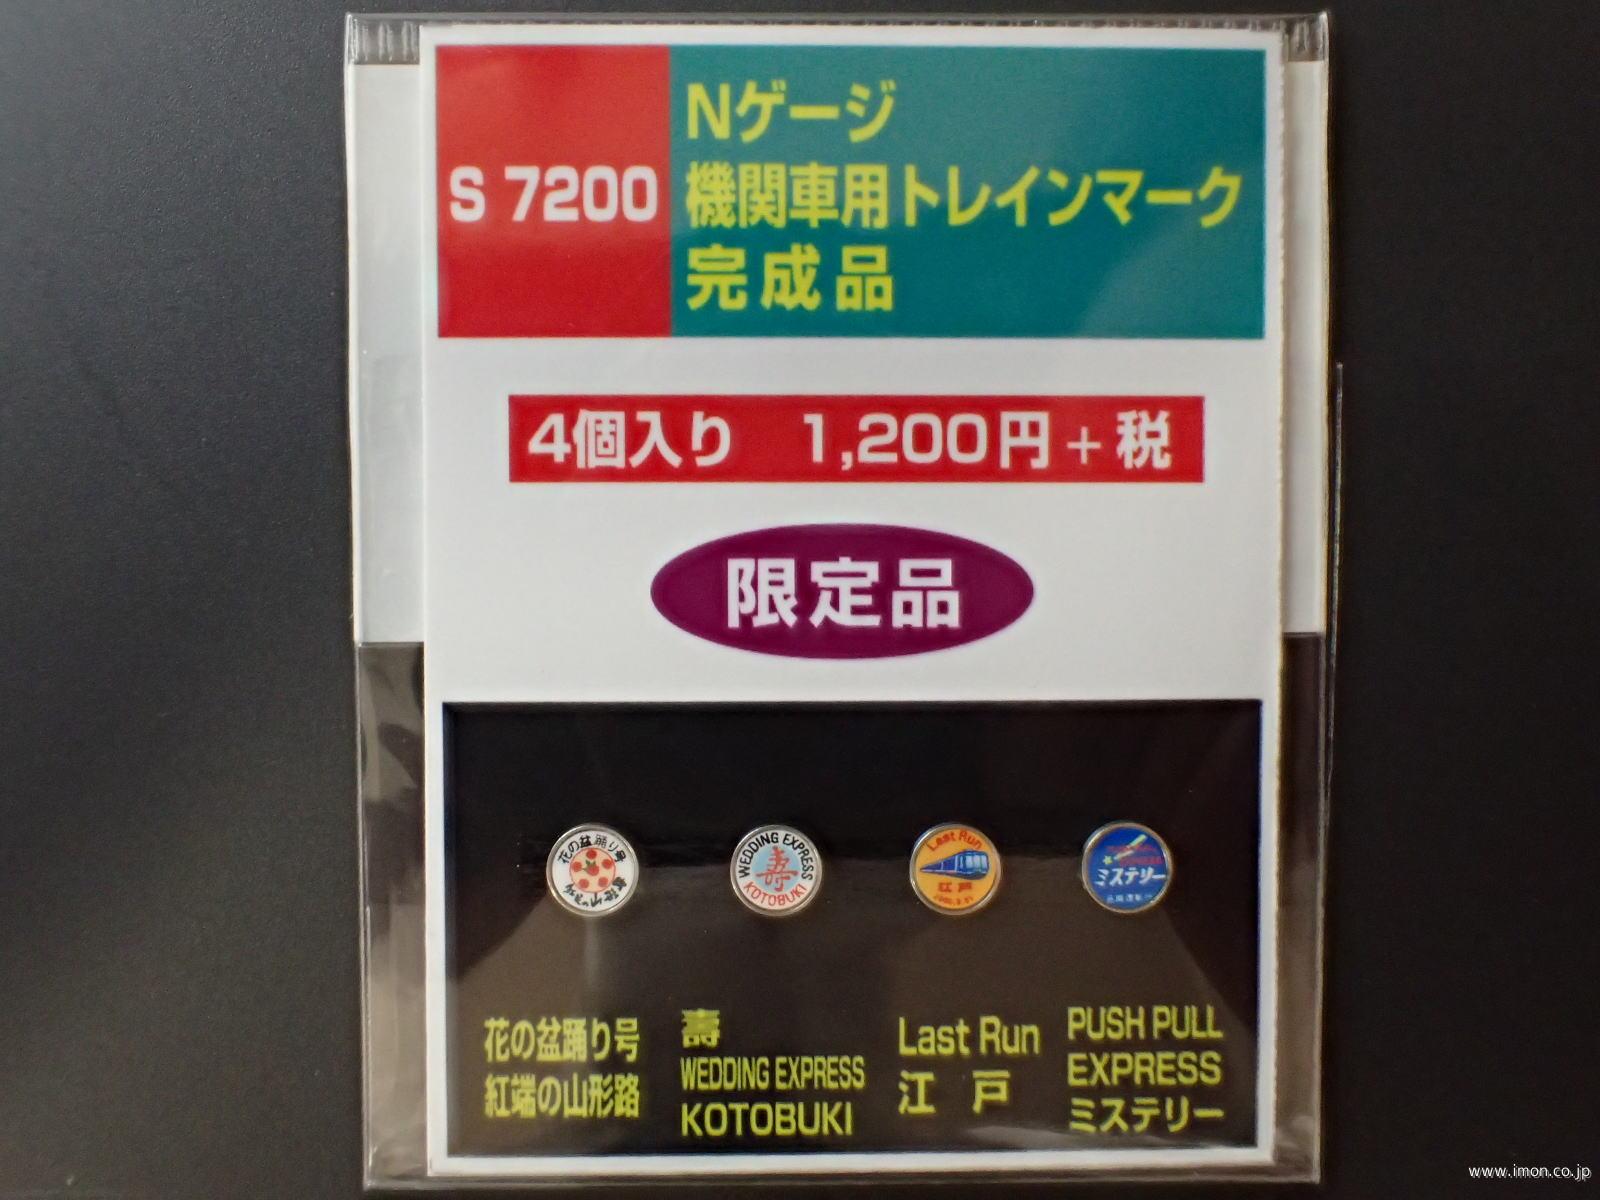 S 7200
Nゲージ
機関車用トレインマーク
完成品
4個入り 1,200円+税
限定品
花の盆踊り号
WEDDING EXPRESS
壽
KOTOBUKI
Last Run
江戸
ミステリー
花の盆踊り号
紅端の山形路
壽
WEDDING EXPRESS
KOTOBUKI
Last Run
江 戸
PUSH PULL
EXPRESS
ミステリー
www.imon.co.jp